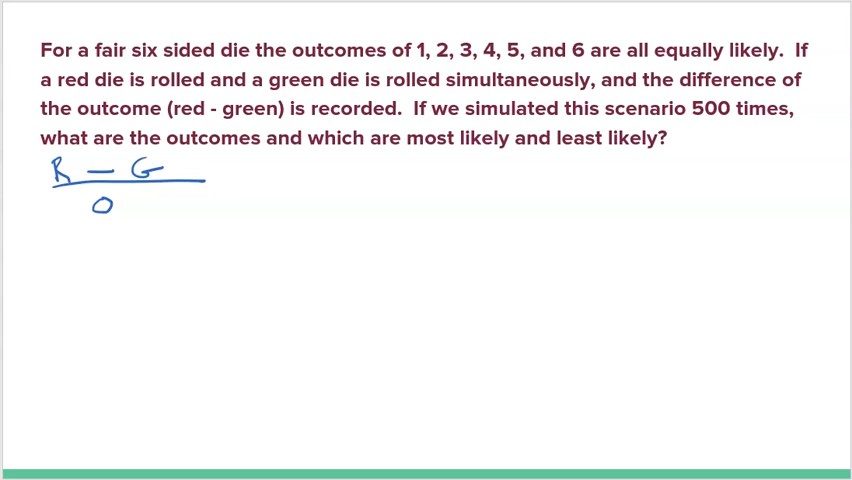 For a fair six sided die the outcomes of 1, 2, 3, 4, 5, and 6 are all equally likely. If
a red die is rolled and a green die is rolled simultaneously, and the difference of
the outcome (red - green) is recorded. If we simulated this scenario 500 times,
what are the outcomes and which are most likely and least likely?
R - G
0